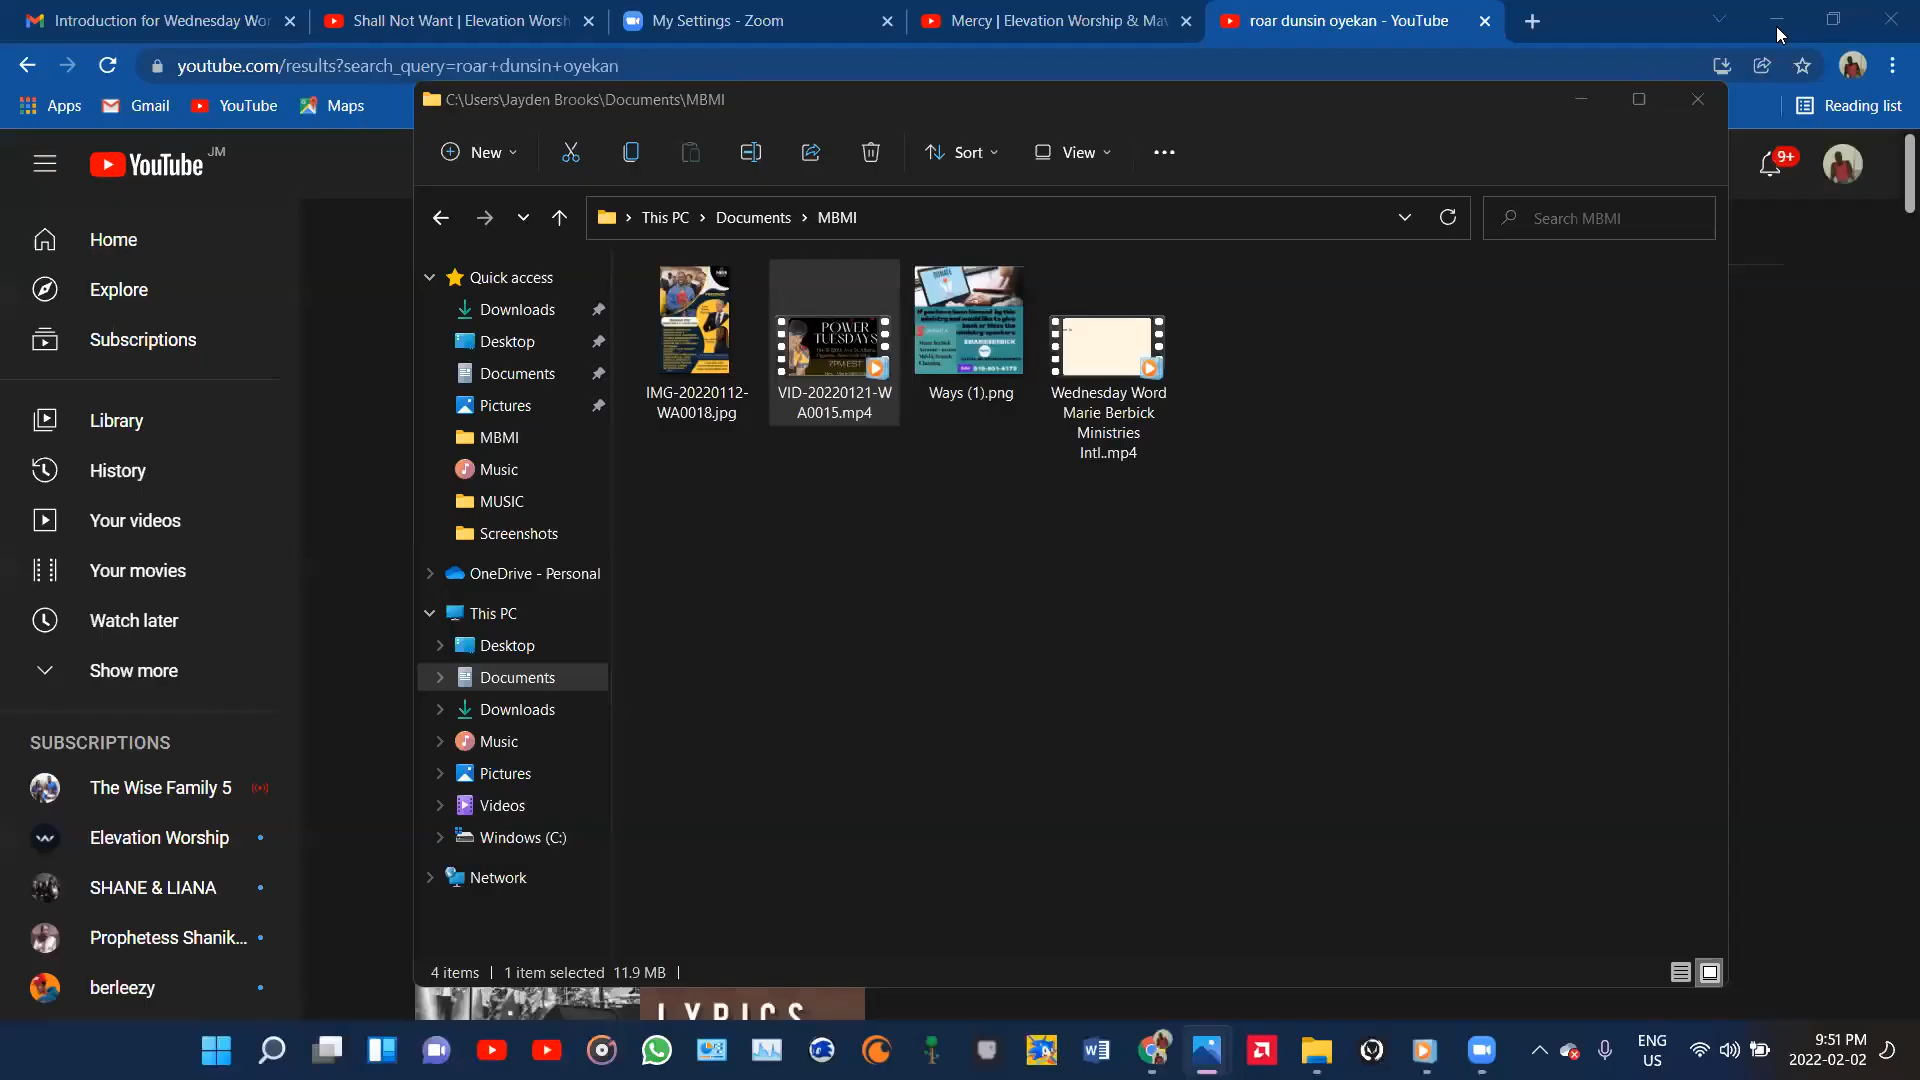 Introduction for Wednesday Wor
Shall Not Want | Elevation Worsh
My Settings - Zoom
Mercy | Elevation Worship & Mav
roar dunsin oyekan - YouTube
youtube.com/results?search_query=roar+dunsin+oyekan
Apps
Gmail
YouTube
Maps
Reading list
C:\Users\Jayden Brooks\Documents\MBMI
New
Sort
View
YouTube JM
9+
This PC
Documents
MBMI
Search MBMI
Home
Explore
Subscriptions
Library
History
Your videos
Your movies
Watch later
Show more
SUBSCRIPTIONS
The Wise Family 5
Elevation Worship
SHANE & LIANA
Prophetess Shanik...
berleezy
Quick access
Downloads
Desktop
Documents
Pictures
MBMI
Music
MUSIC
Screenshots
OneDrive - Personal
This PC
Desktop
Documents
Downloads
Music
Pictures
Videos
Windows (C:)
Network
POWER
TUESDAYS
7PM EST
DONATE
IMG-20220112-
WA0018.jpg
VID-20220121-W
A0015.mp4
Ways (1).png
Wednesday Word
Marie Berbick
Ministries
Intl..mp4
4 items
1 item selected 11.9 MB
LYRICS
ENG
US
9:51 PM
2022-02-02